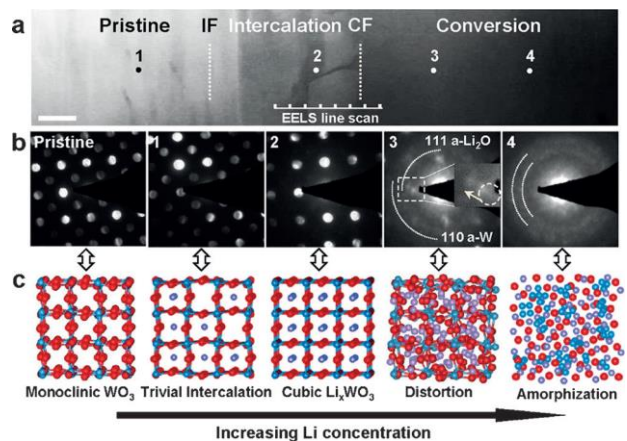 a
Pristine IF Intercalation CF Conversion
1 2 3 4
EELS line scan
b
Pristine 1 2 3 111 a-Li₂O 4
110 a-W
c
Monoclinic WO₃ Trivial Intercalation Cubic LiₓWO₃ Distortion Amorphization
Increasing Li concentration